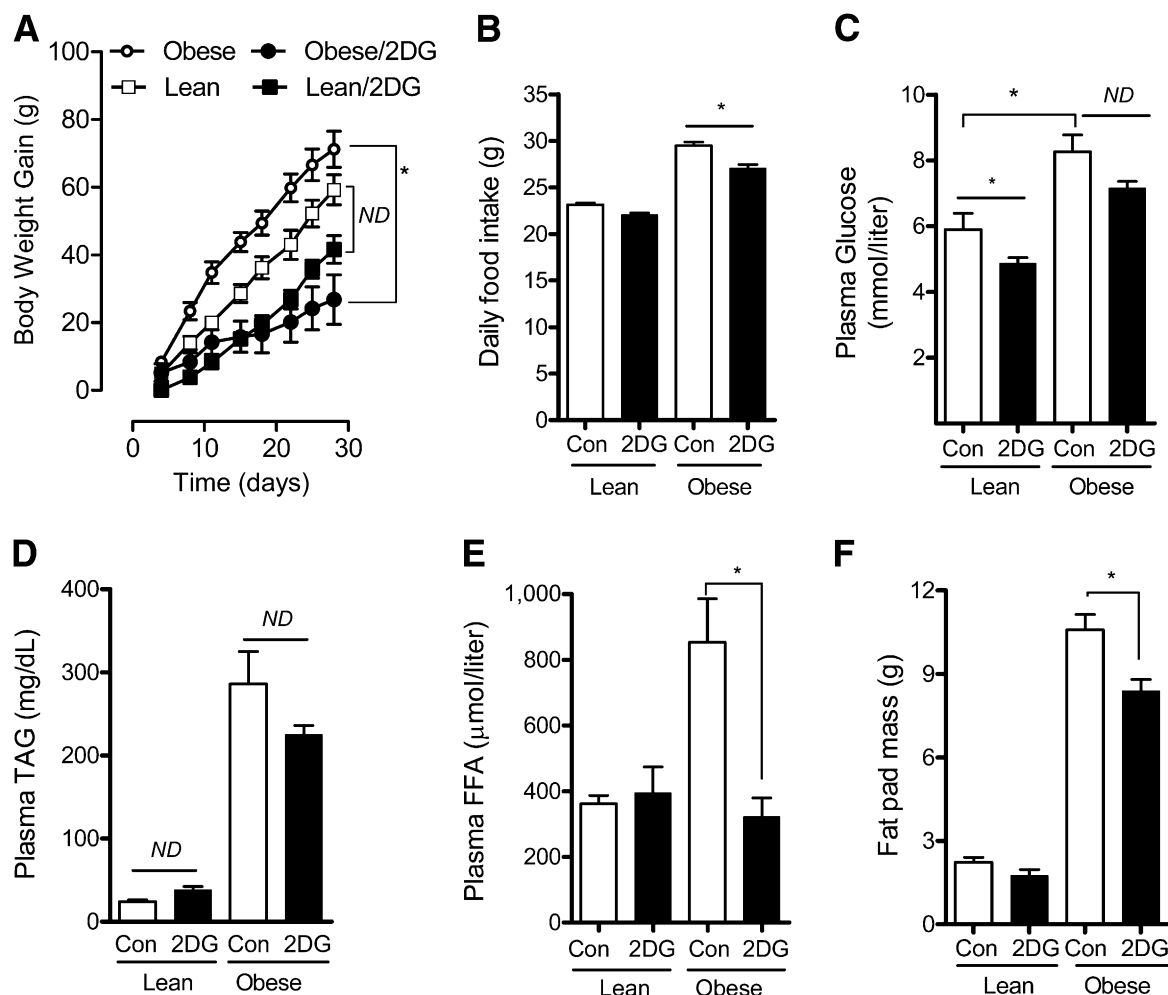 A
Obese
Obese/2DG
Lean
Lean/2DG
100
80
60
40
20
0
Body Weight Gain (g)
*
ND
0 10 20 30
Time (days)
B
35
30
25
20
15
10
5
0
Daily food intake (g)
*
Con 2DG Con 2DG
Lean Obese
C
10
8
6
4
2
Plasma Glucose
(mmol/liter)
* ND
*
Con 2DG Con 2DG
Lean Obese
D
400
300
200
100
0
Plasma TAG (mg/dL)
ND
ND
Con 2DG Con 2DG
Lean Obese
E
1,000
800
600
400
200
0
Plasma FFA (μmol/liter)
*
Con 2DG Con 2DG
Lean Obese
F
12
9
6
3
0
Fat pad mass (g)
*
Con 2DG Con 2DG
Lean Obese